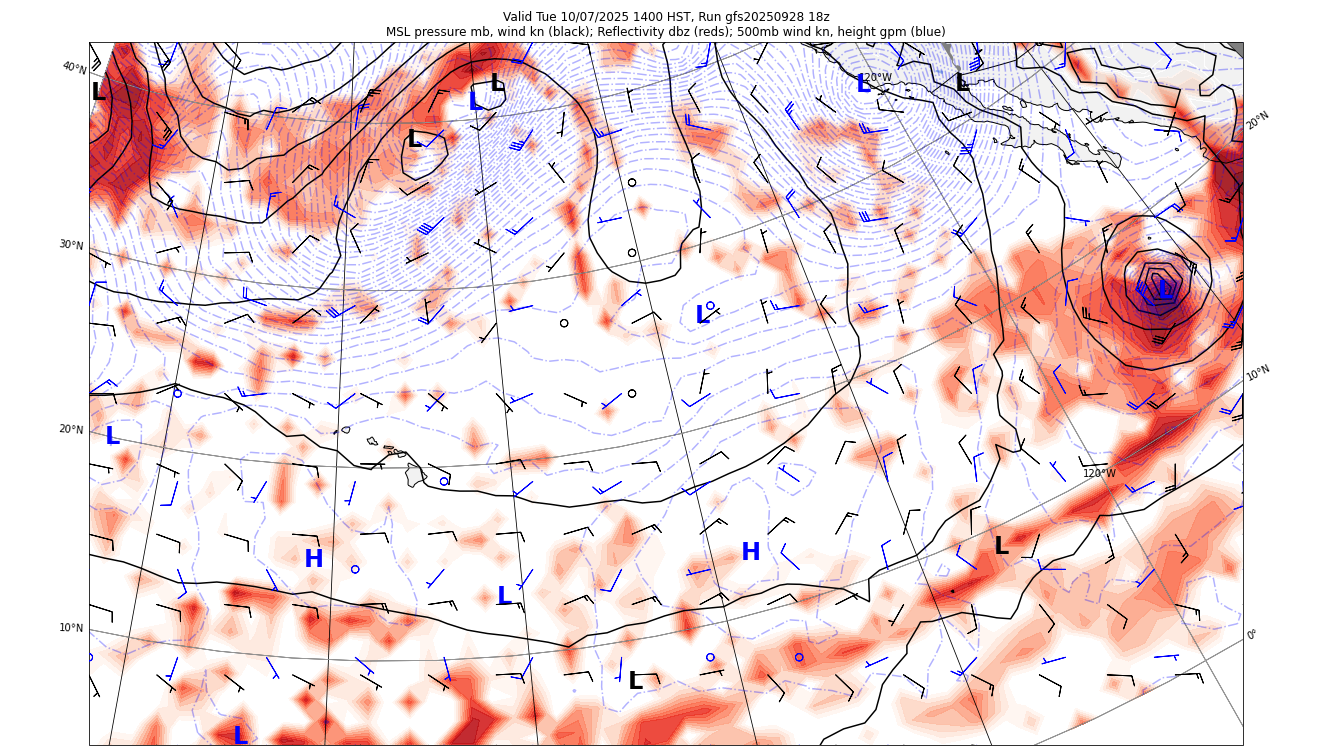 Valid Tue 10/07/2025 1400 HST, Run gfs20250928 18z
MSL pressure mb, wind kn (black); Reflectivity dbz (reds); 500mb wind kn, height gpm (blue)
40°N
L
L
L
L
L
120°W
L
20°N
30°N
L
L
10°N
20°N
L
120°W
H
H
L
L
10°N
0°
L
L